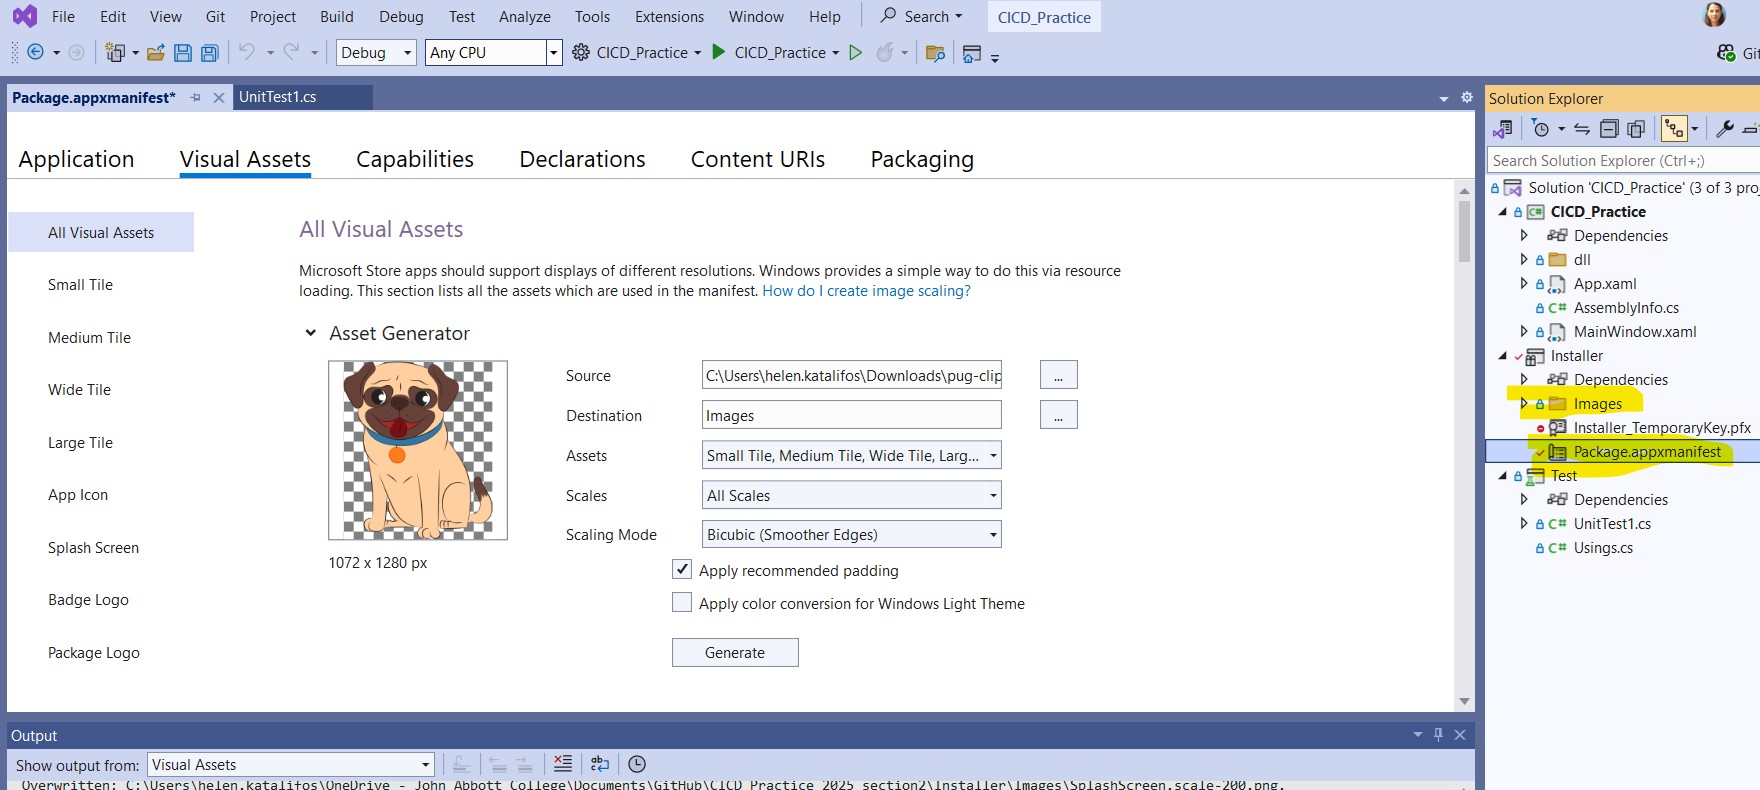 File Edit View Git Project Build Debug Test Analyze Tools Extensions Window Help Search CICD_Practice
Debug Any CPU CICD_Practice CICD_Practice
Package.appxmanifest* UnitTest1.cs
Application Visual Assets Capabilities Declarations Content URIs Packaging
All Visual Assets
Small Tile
Medium Tile
Wide Tile
Large Tile
App Icon
Splash Screen
Badge Logo
Package Logo
All Visual Assets
Microsoft Store apps should support displays of different resolutions. Windows provides a simple way to do this via resource
loading. This section lists all the assets which are used in the manifest. How do I create image scaling?
Asset Generator
1072 x 1280 px
Source C:\Users\helen.katalifos\Downloads\pug-clip ...
Destination Images ...
Assets Small Tile, Medium Tile, Wide Tile, Larg...
Scales All Scales
Scaling Mode Bicubic (Smoother Edges)
Apply recommended padding
Apply color conversion for Windows Light Theme
Generate
Output
Show output from: Visual Assets
Overwritten: C:\Users\helen.katalifos\OneDrive - John Abbott College\Documents\GitHub\CICD_Practice_2025_section2\Installer\Images\SplashScreen.scale-200.png.
Solution Explorer
Search Solution Explorer (Ctrl+;)
Solution 'CICD_Practice' (3 of 3 pro
CICD_Practice
Dependencies
dll
App.xaml
AssemblyInfo.cs
MainWindow.xaml
Installer
Dependencies
Images
Installer_TemporaryKey.pfx
Package.appxmanifest
Test
Dependencies
UnitTest1.cs
Usings.cs